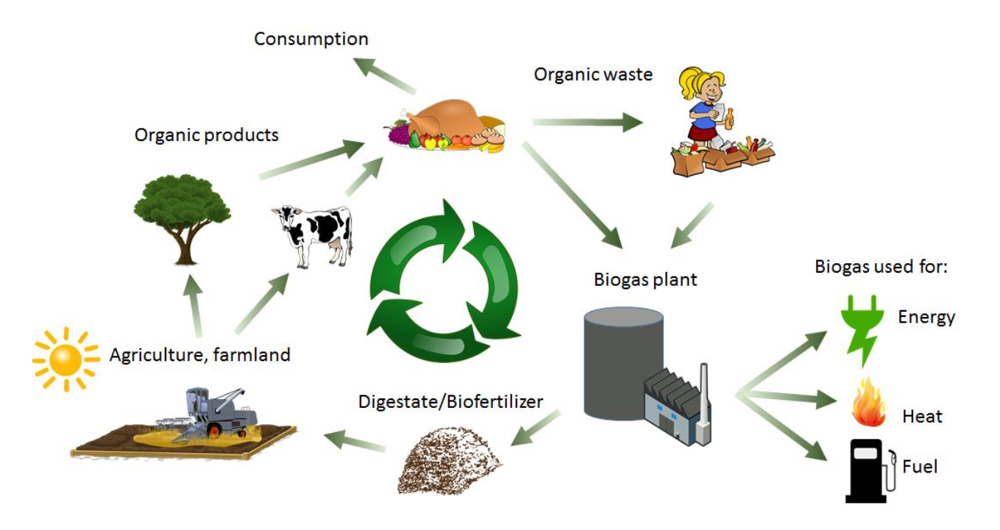 Consumption
Organic waste
Organic products
Biogas plant
Biogas used for:
Energy
Agriculture, farmland
Digestate/Biofertilizer
Heat
Fuel